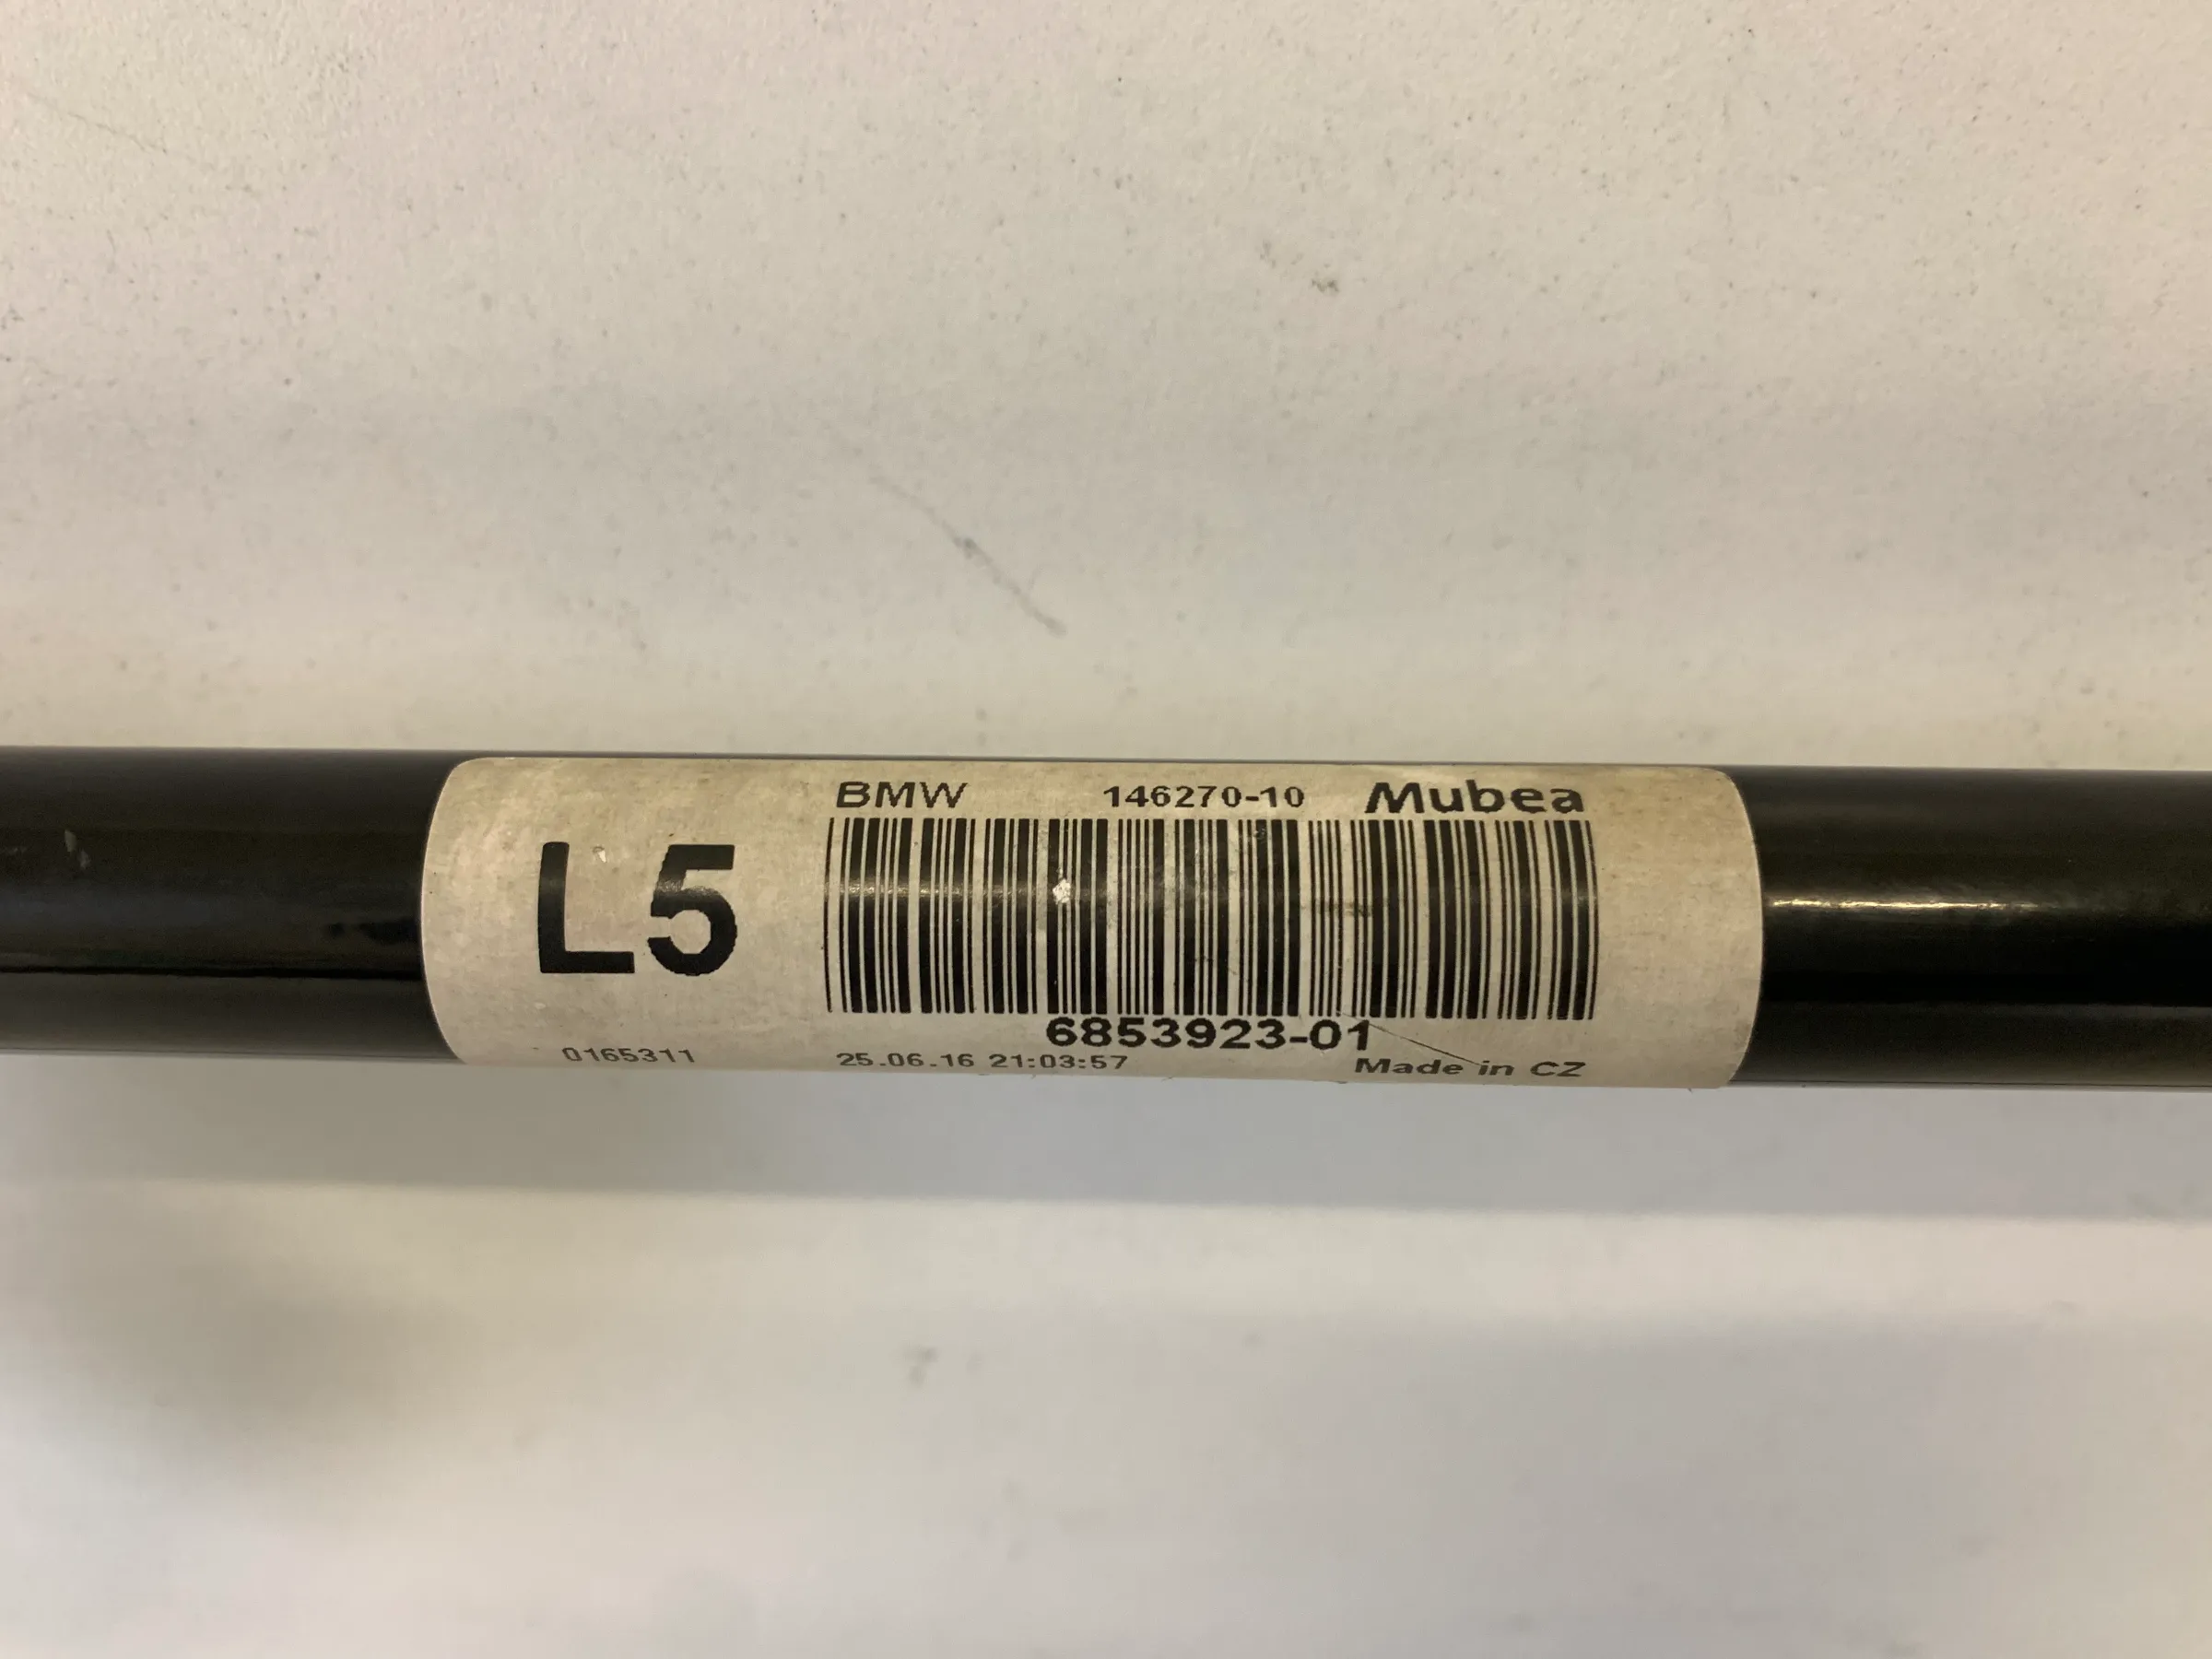 BMW 146270-10 Mubea
L5
6853923-01
0165311 25.06.16 21:03:57 Made in CZ